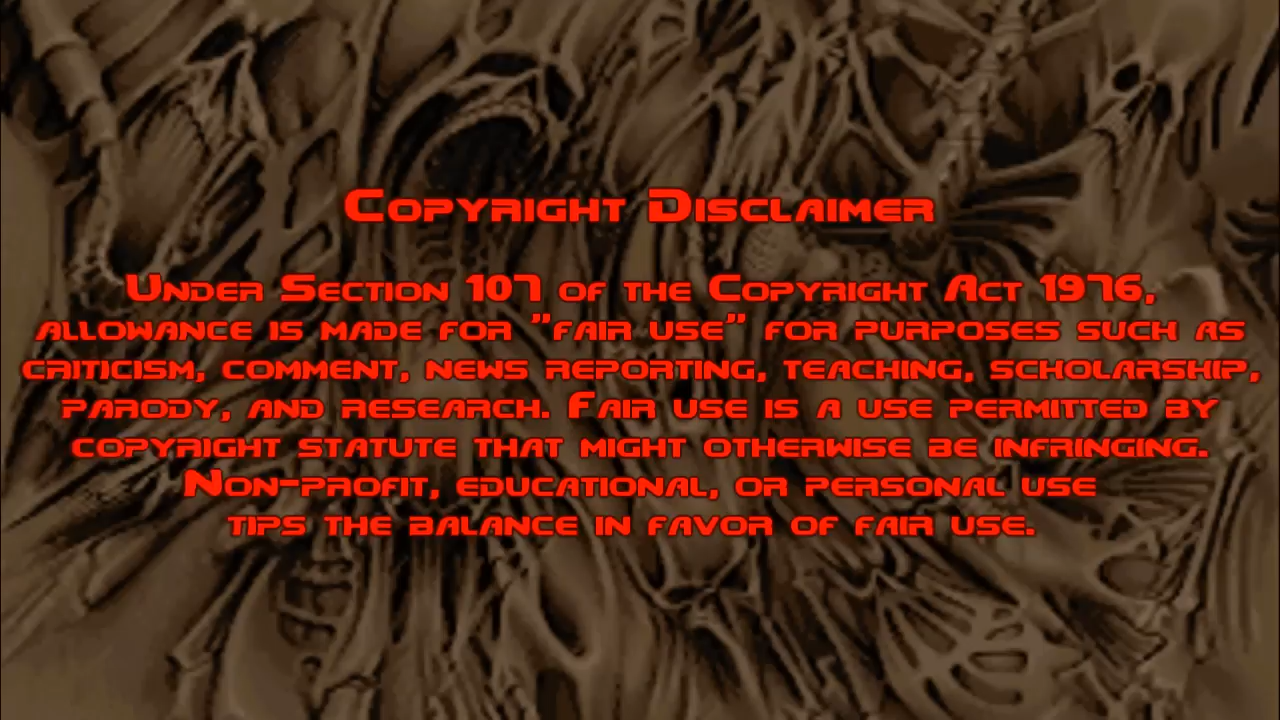 Copyright Disclaimer
Under Section 107 of the Copyright Act 1976,
allowance is made for "fair use" for purposes such as
criticism, comment, news reporting, teaching, scholarship,
parody, and research. Fair use is a use permitted by
copyright statute that might otherwise be infringing.
Non-profit, educational, or personal use
tips the balance in favor of fair use.